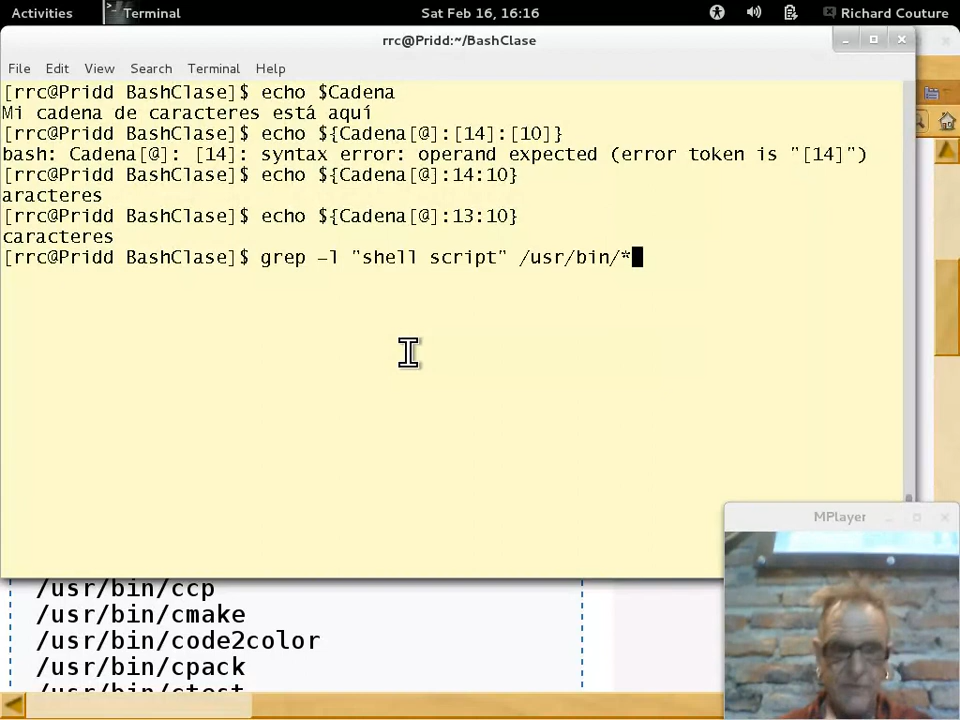 Activities
Terminal
Sat Feb 16, 16:16
Richard Couture
rrc@Pridd:~/BashClase
File Edit View Search Terminal Help
[rrc@Pridd BashClase]$ echo $Cadena
Mi cadena de caracteres está aquí
[rrc@Pridd BashClase]$ echo ${Cadena[@]:[14]:[10]}
bash: Cadena[@]: [14]: syntax error: operand expected (error token is "[14]")
[rrc@Pridd BashClase]$ echo ${Cadena[@]:14:10}
aracteres
[rrc@Pridd BashClase]$ echo ${Cadena[@]:13:10}
caracteres
[rrc@Pridd BashClase]$ grep -l "shell script" /usr/bin/*
MPlayer
/usr/bin/ccp
/usr/bin/cmake
/usr/bin/code2color
/usr/bin/cpack
/usr/bin/ctest